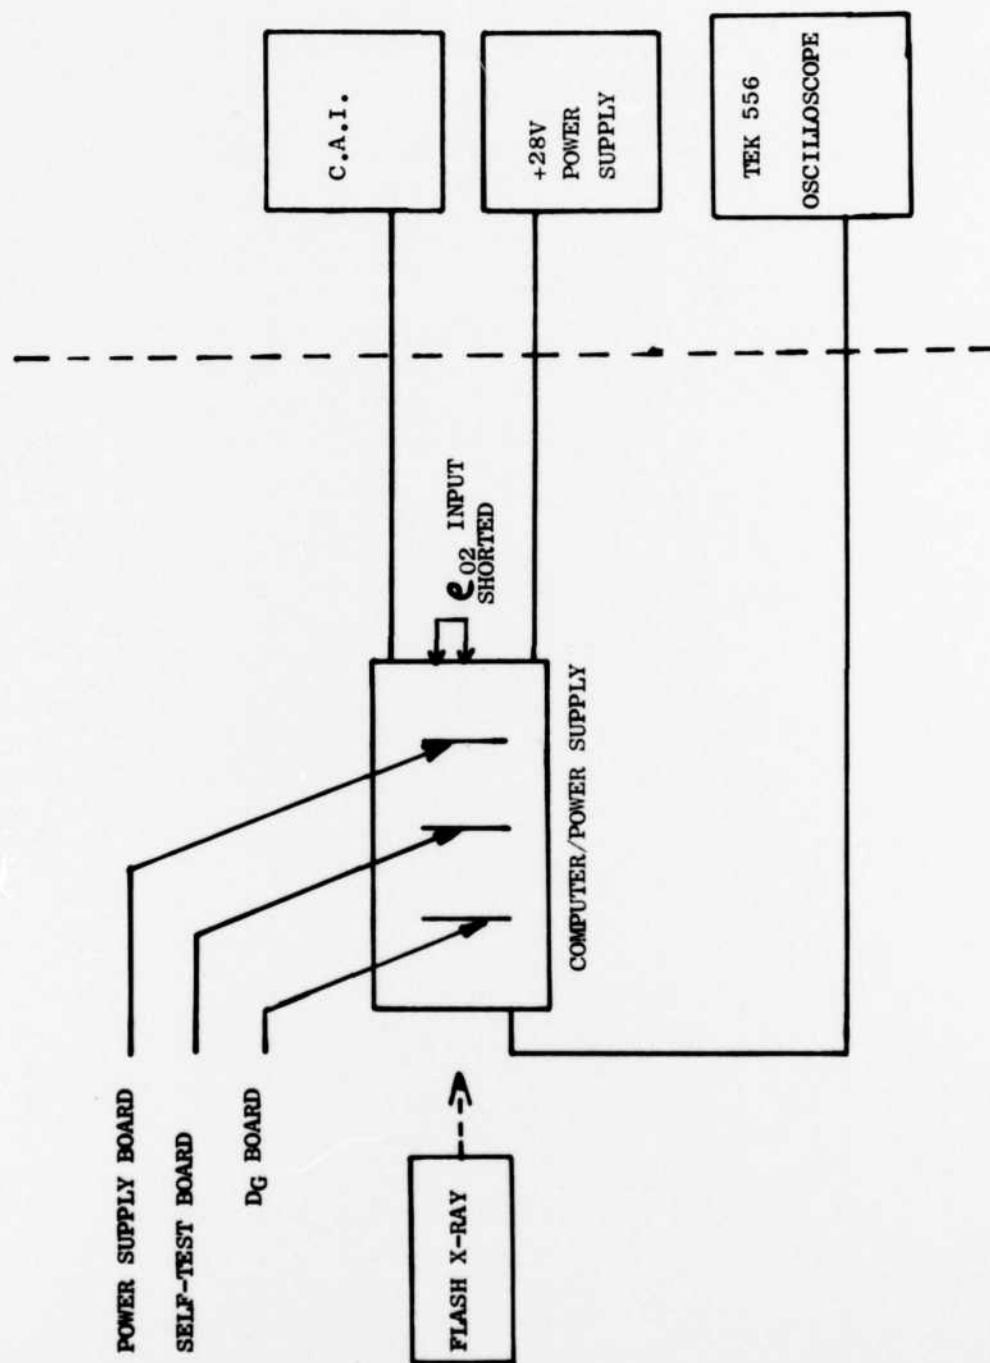 C.A.I.
+28V
POWER
SUPPLY
TEK 556
OSCILLOSCOPE
e02 INPUT
SHORTED
COMPUTER/POWER SUPPLY
POWER SUPPLY BOARD
SELF-TEST BOARD
DG BOARD
FLASH X-RAY